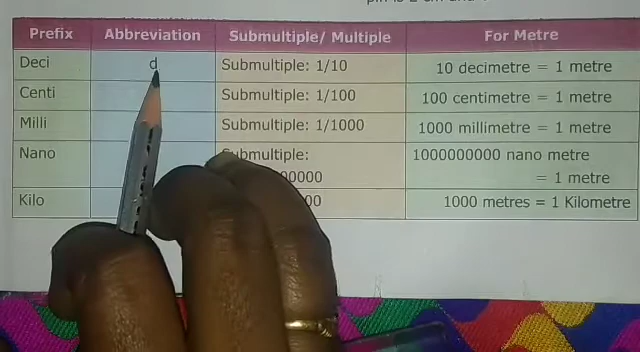 Prefix Abbreviation Submultiple/ Multiple For Metre
Deci d Submultiple: 1/10 10 decimetre = 1 metre
Centi Submultiple: 1/100 100 centimetre = 1 metre
Milli Submultiple: 1/1000 1000 millimetre = 1 metre
Nano Submultiple: 1000000000 nano metre
= 1 metre
Kilo 1000 metres = 1 Kilometre